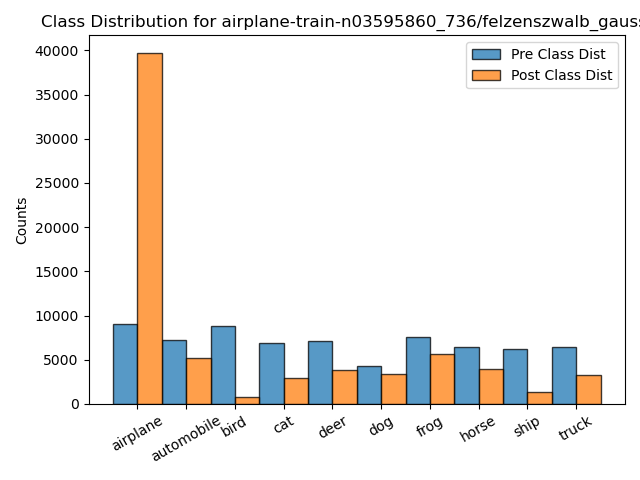 Class Distribution for airplane-train-n03595860_736/felzenszwalb_gauss
Pre Class Dist
Post Class Dist
Counts
40000
35000
30000
25000
20000
15000
10000
5000
0
airplane
automobile
bird
cat
deer
dog
frog
horse
ship
truck